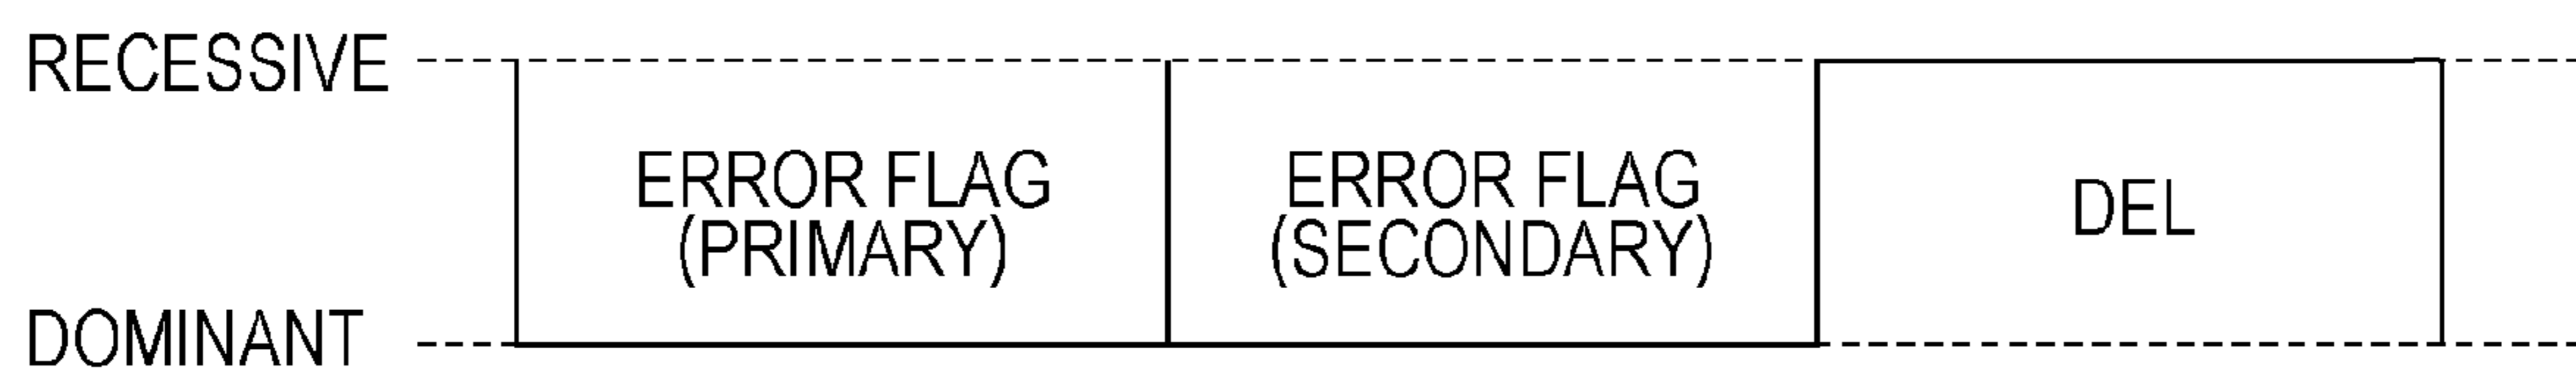 RECESSIVE
ERROR FLAG
(PRIMARY)
ERROR FLAG
(SECONDARY)
DEL
DOMINANT